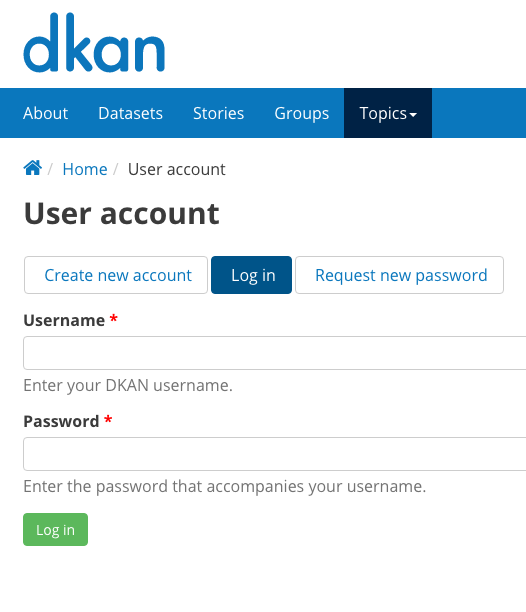 dkan
About Datasets Stories Groups Topics
/ Home / User account
User account
Create new account Log in Request new password
Username *
Enter your DKAN username.
Password *
Enter the password that accompanies your username.
Log in